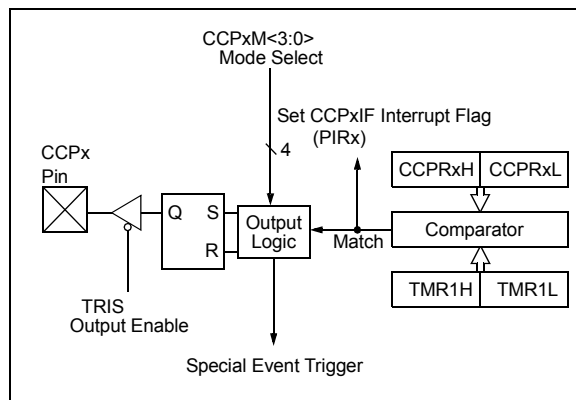 CCPxM<3:0>
Mode Select
Set CCPxIF Interrupt Flag
(PIRx)
4
CCPx
Pin
CCPRxH
CCPRxL
Q
S
R
Output
Logic
Match
Comparator
TMR1H
TMR1L
TRIS
Output Enable
Special Event Trigger